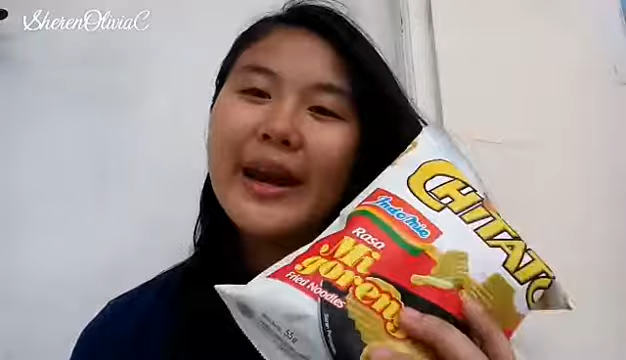 SherenOliviaC
CHITATO
Indomie
Rasa
Mi
goreng
Fried Noodles
55g